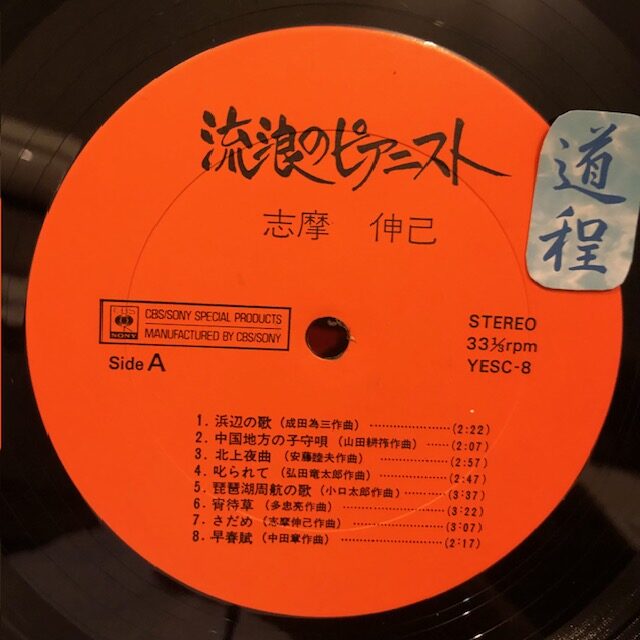 流浪のピアニスト
志摩 伸己
道程
CBS
SONY
CBS/SONY SPECIAL PRODUCTS
MANUFACTURED BY CBS/SONY
Side A
STEREO
33⅓rpm
YESC-8
1. 浜辺の歌 (成田為三作曲) ……………(2:22)
2. 中国地方の子守唄 (山田耕筰作曲) ……(2:07)
3. 北上夜曲 (安藤睦夫作曲) ……………(2:57)
4. 叱られて (弘田竜太郎作曲) ……………(2:47)
5. 琵琶湖周航の歌 (小口太郎作曲) ………(3:37)
6. 宵待草 (多忠亮作曲) ……………(3:22)
7. さだめ (志摩伸己作曲) ……………(3:07)
8. 早春賦 (中田章作曲) ……………(2:17)